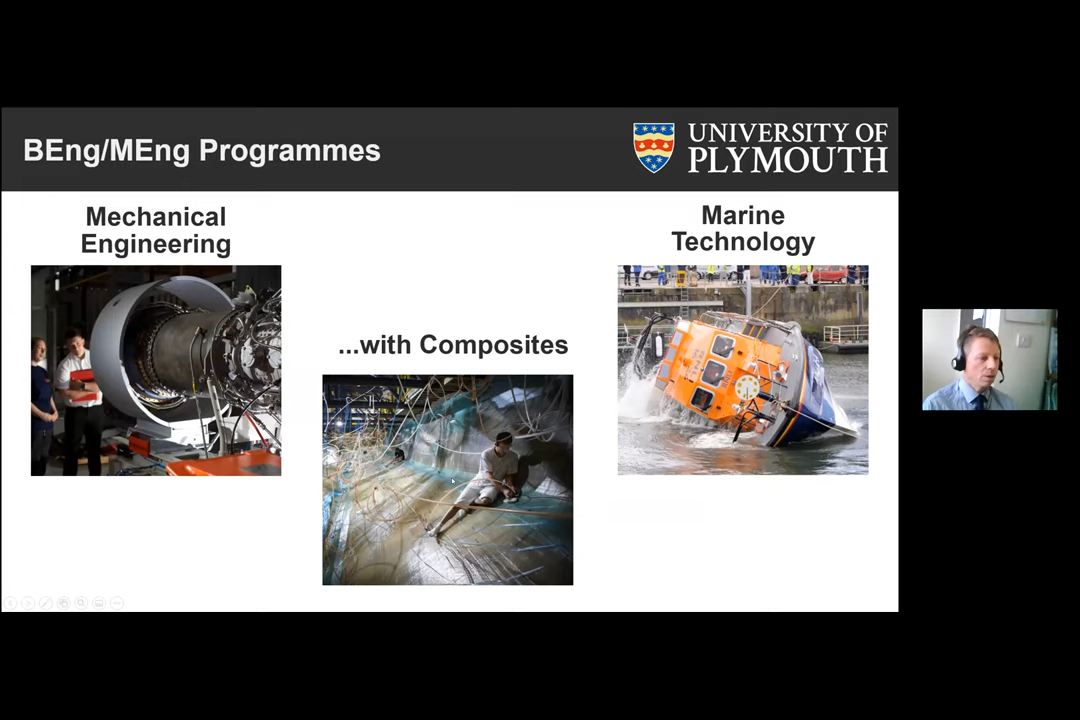 BEng/MEng Programmes
UNIVERSITY OF
PLYMOUTH
Mechanical
Engineering
...with Composites
Marine
Technology